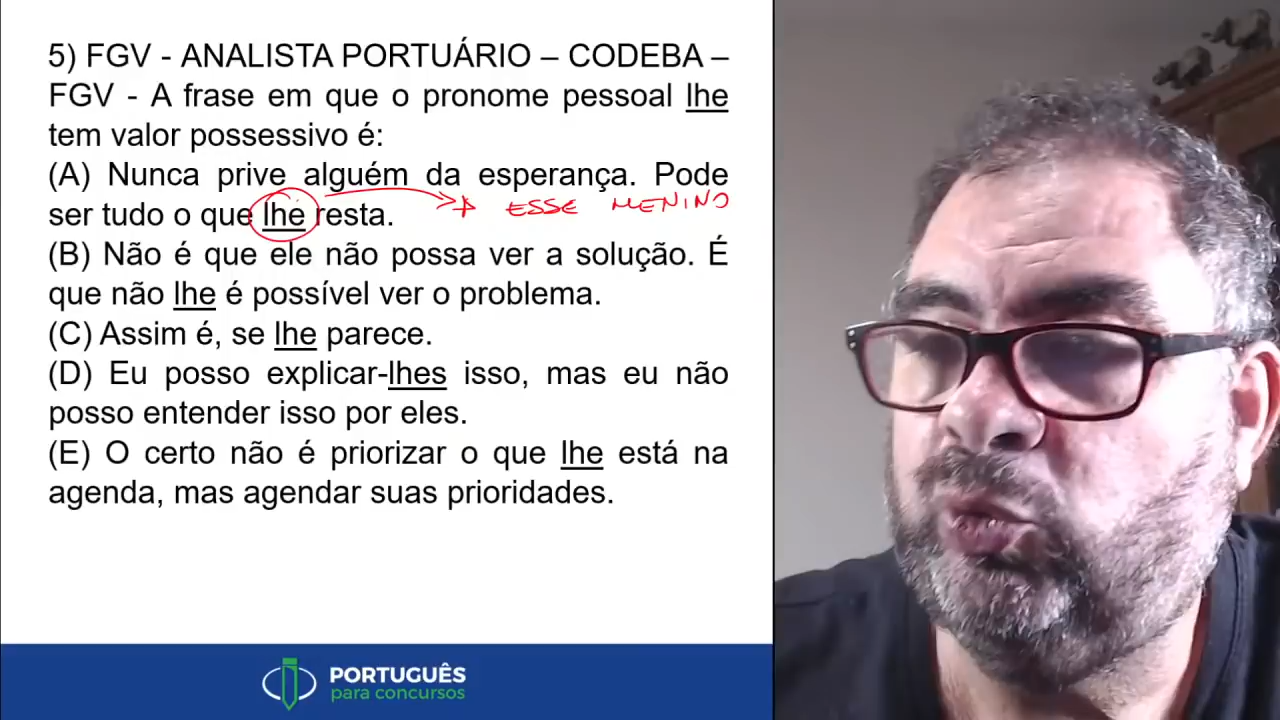 5) FGV - ANALISTA PORTUÁRIO – CODEBA –
FGV - A frase em que o pronome pessoal lhe
tem valor possessivo é:
(A) Nunca prive alguém da esperança. Pode
ser tudo o que lhe resta.
ESSE MENINO
(B) Não é que ele não possa ver a solução. É
que não lhe é possível ver o problema.
(C) Assim é, se lhe parece.
(D) Eu posso explicar-lhes isso, mas eu não
posso entender isso por eles.
(E) O certo não é priorizar o que lhe está na
agenda, mas agendar suas prioridades.
PORTUGUÊS
para concursos